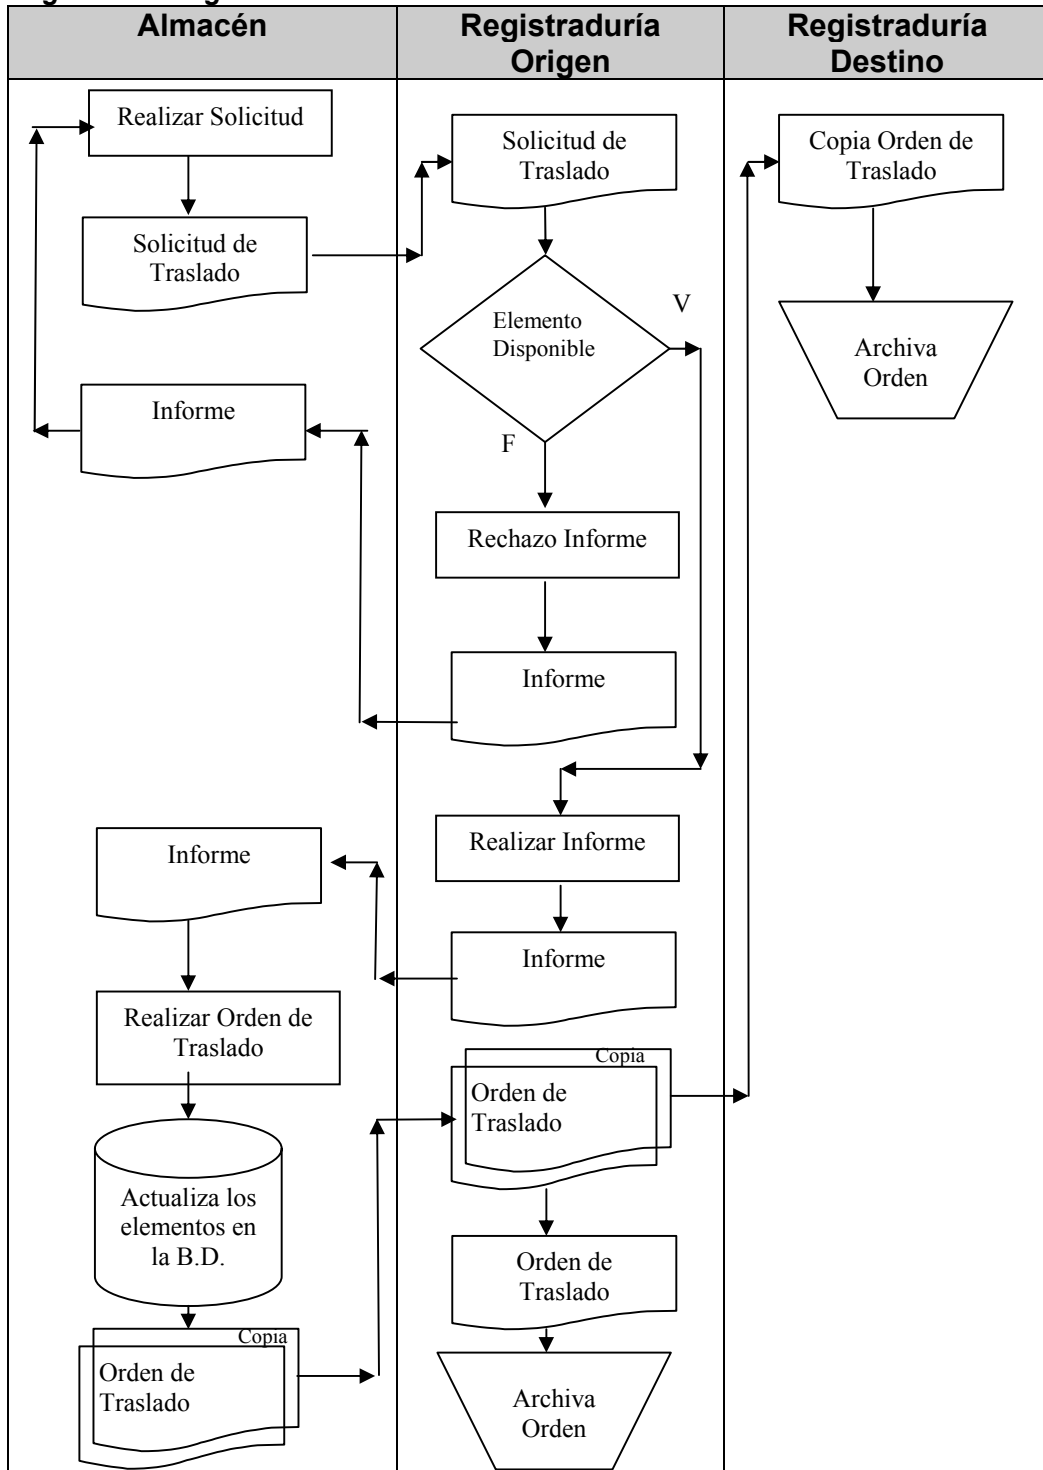 Almacén
Registraduría
Origen
Registraduría
Destino
Realizar Solicitud
Solicitud de
Traslado
Informe
Informe
Realizar Orden de
Traslado
Actualiza los
elementos en
la B.D.
Copia
Orden de
Traslado
Solicitud de
Traslado
Elemento
Disponible
V
F
Rechazo Informe
Informe
Realizar Informe
Informe
Copia
Orden de
Traslado
Orden de
Traslado
Archiva
Orden
Copia Orden de
Traslado
Archiva
Orden